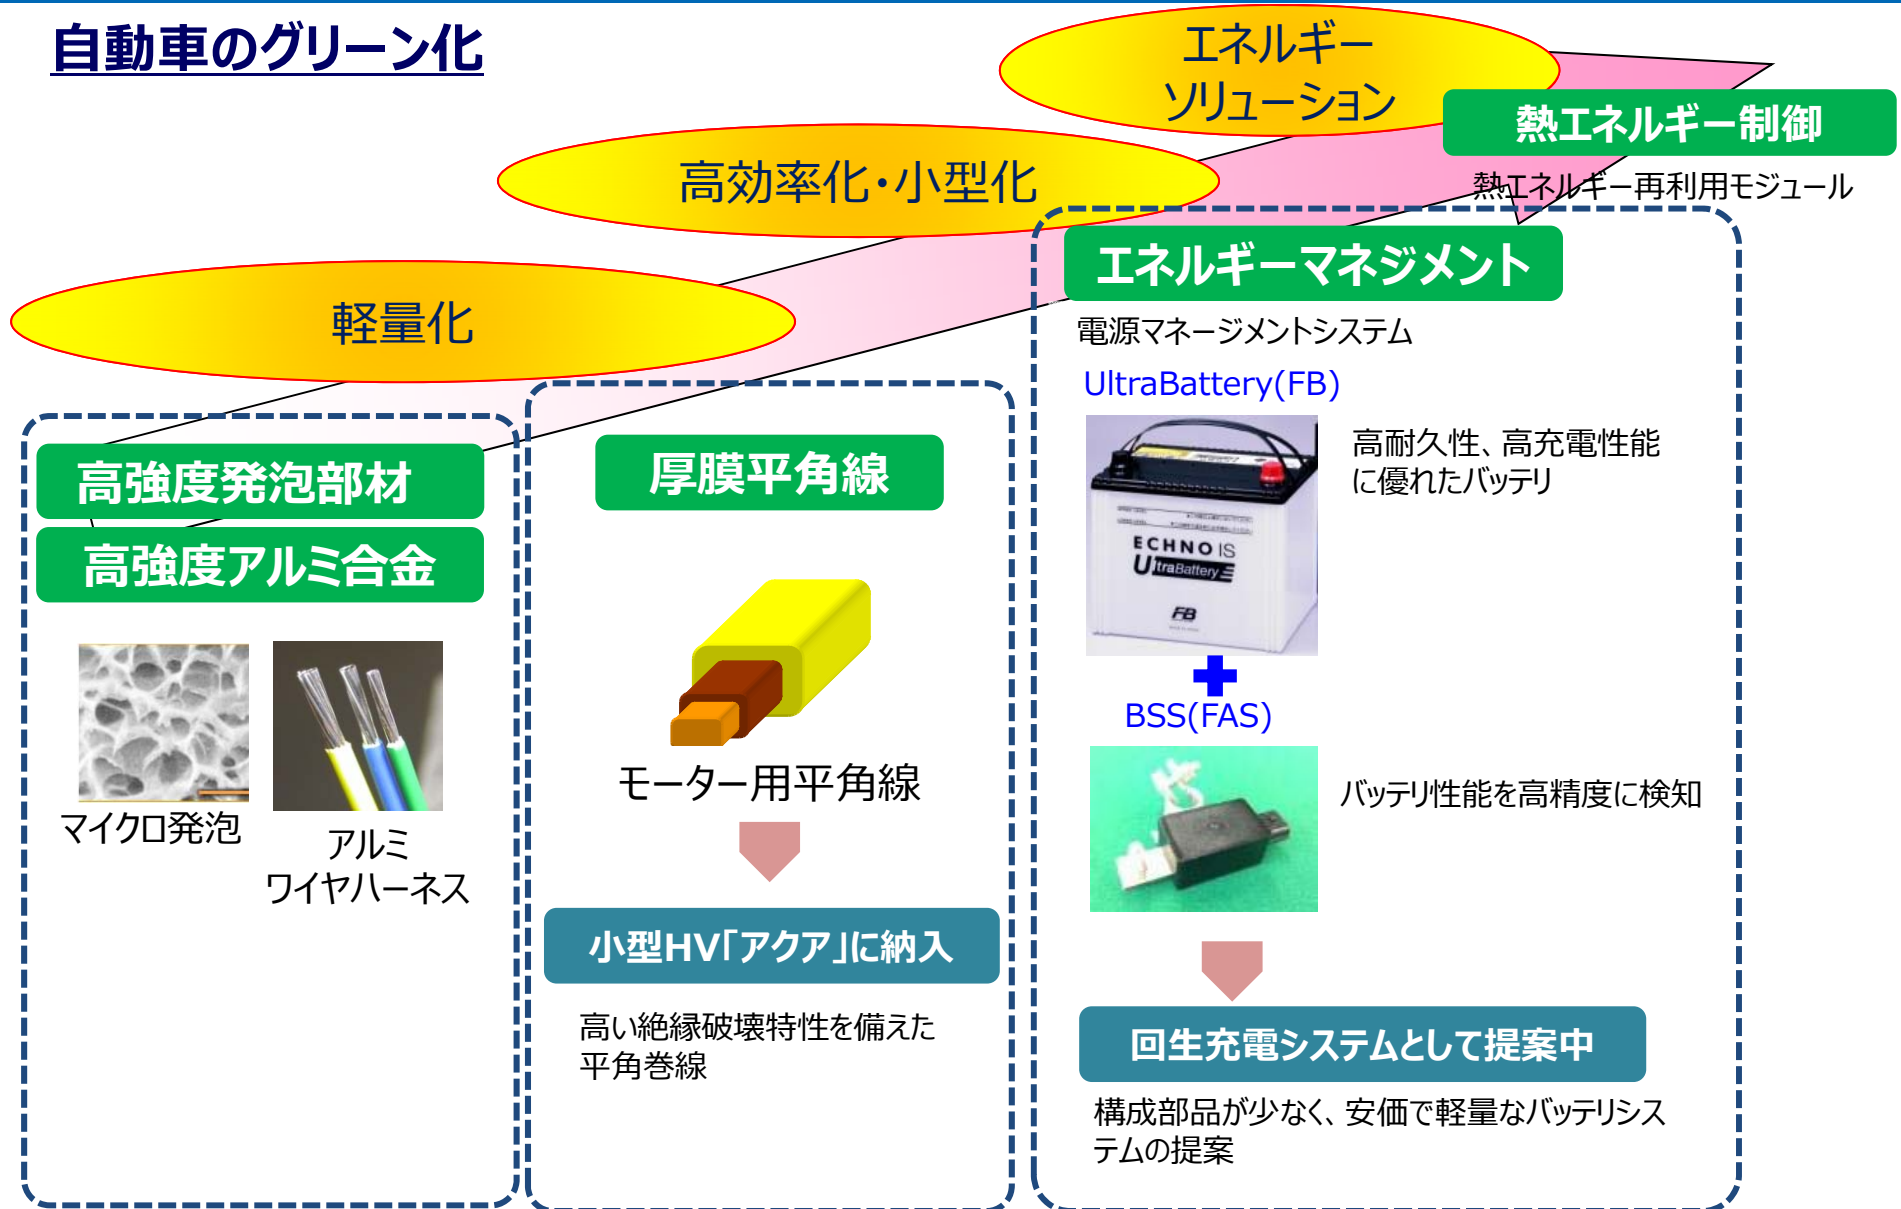 自動車のグリーン化
エネルギー
ソリューション
熱エネルギー制御
熱エネルギー再利用モジュール
高効率化・小型化
軽量化
エネルギーマネジメント
電源マネージメントシステム
UltraBattery(FB)
高耐久性、高充電性能
に優れたバッテリ
ECHNO IS
UltraBattery
FB
BSS(FAS)
バッテリ性能を高精度に検知
回生充電システムとして提案中
構成部品が少なく、安価で軽量なバッテリシス
テムの提案
厚膜平角線
モーター用平角線
小型HV「アクア」に納入
高い絶縁破壊特性を備えた
平角巻線
高強度発泡部材
高強度アルミ合金
マイクロ発泡
アルミ
ワイヤハーネス